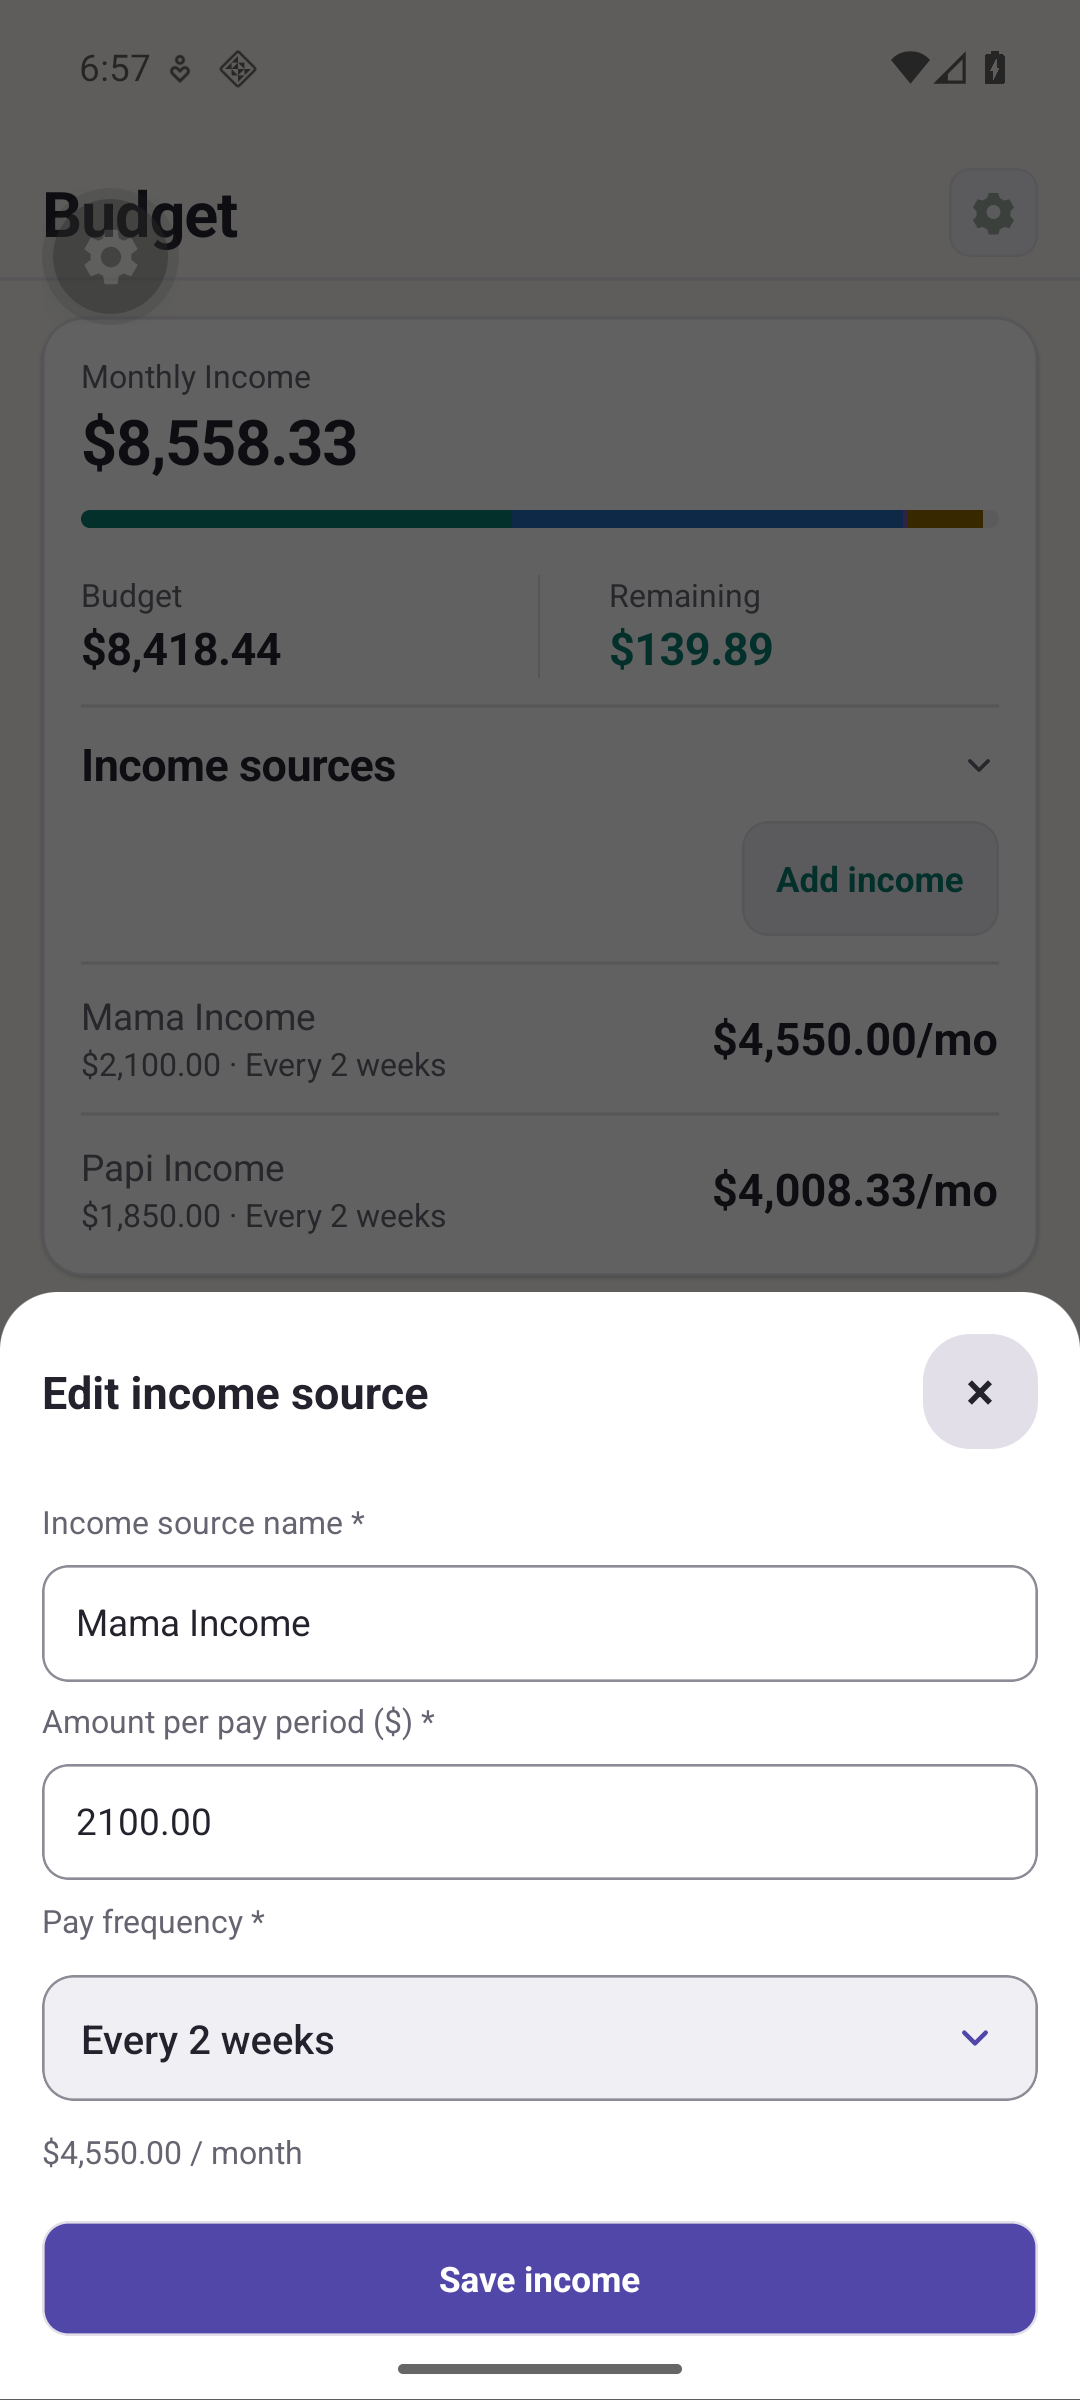 6:57
Budget
Monthly Income
$8,558.33
Budget
Remaining
$8,418.44
$139.89
Income sources
Add income
Mama Income
$2,100.00 · Every 2 weeks
$4,550.00/mo
Papi Income
$1,850.00 · Every 2 weeks
$4,008.33/mo
Edit income source
Income source name *
Mama Income
Amount per pay period ($) *
2100.00
Pay frequency *
Every 2 weeks
$4,550.00 / month
Save income